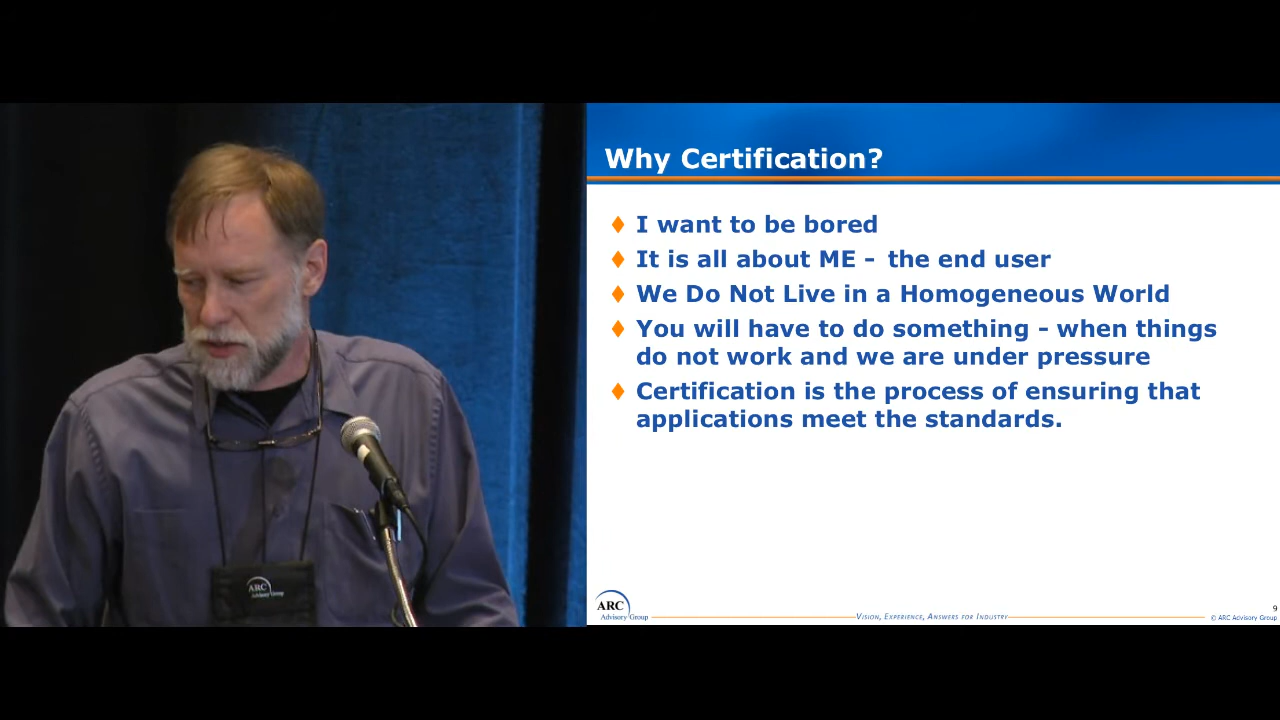 Why Certification?
I want to be bored
It is all about ME - the end user
We Do Not Live in a Homogeneous World
You will have to do something - when things
do not work and we are under pressure
Certification is the process of ensuring that
applications meet the standards.
ARC
Advisory Group
ARC
Advisory Group
VISION, EXPERIENCE, ANSWERS FOR INDUSTRY
9
© ARC Advisory Group